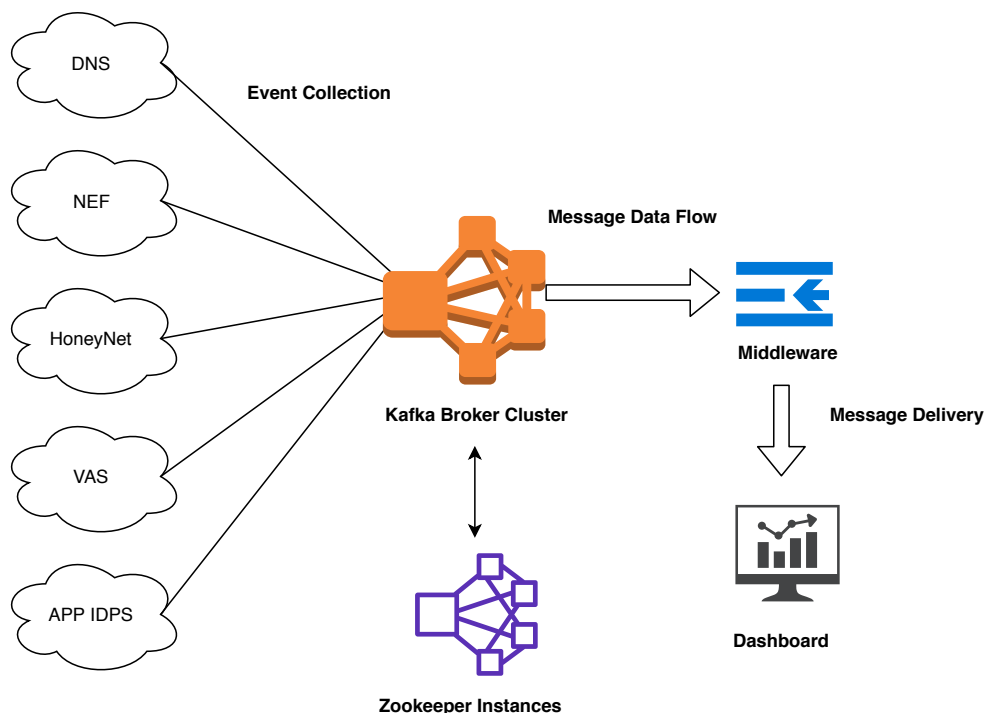 DNS
Event Collection
NEF
Message Data Flow
HoneyNet
Middleware
Kafka Broker Cluster
Message Delivery
VAS
APP IDPS
Dashboard
Zookeeper Instances